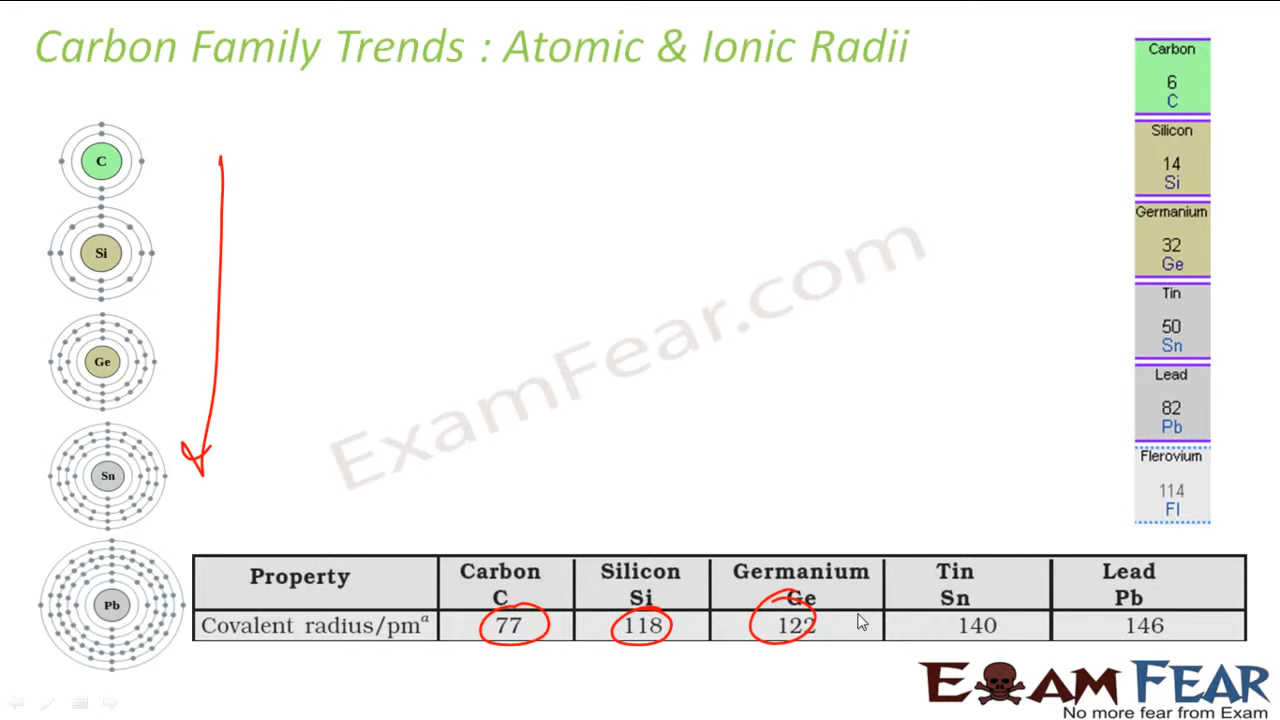 Carbon Family Trends : Atomic & Ionic Radii
C
Si
Ge
Sn
Pb
Carbon
6
C
Silicon
14
Si
Germanium
32
Ge
Tin
50
Sn
Lead
82
Pb
Flerovium
114
Fl
ExamFear.com
Property Carbon Silicon Germanium Tin Lead
C Si Ge Sn Pb
Covalent radius/pmᵃ 77 118 122 140 146
EXAM FEAR
No more fear from Exam